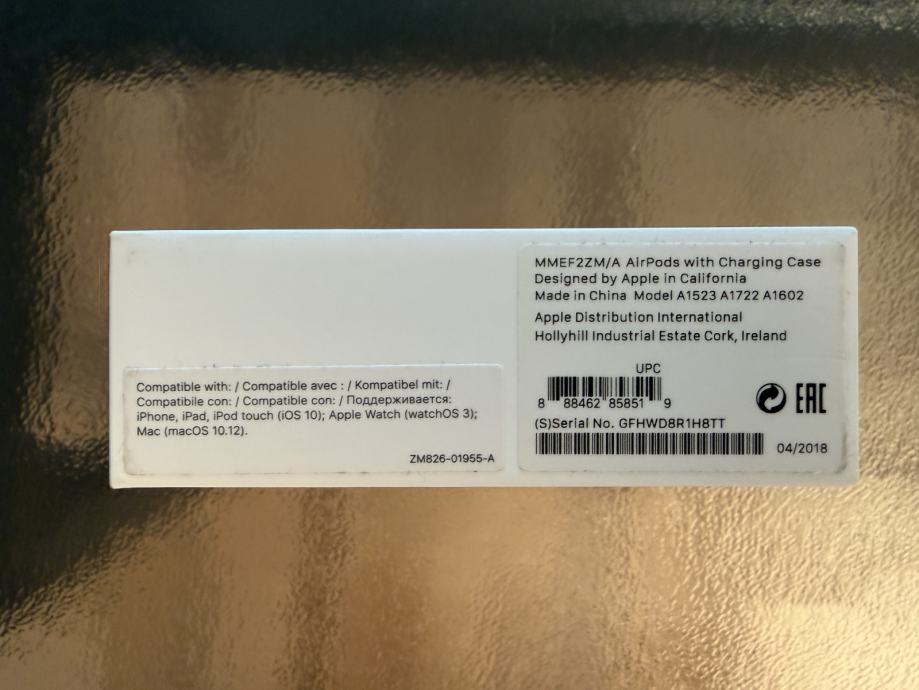 MMEF2ZM/A AirPods with Charging Case
Designed by Apple in California
Made in China Model A1523 A1722 A1602
Apple Distribution International
Hollyhill Industrial Estate Cork, Ireland
UPC
8 88462 85851 9
EAC
(S)Serial No. GFHWD8R1H8TT
04/2018
Compatible with: / Compatible avec : / Kompatibel mit: /
Compatibile con: / Compatible con: / Поддерживается:
iPhone, iPad, iPod touch (iOS 10); Apple Watch (watchOS 3);
Mac (macOS 10.12).
ZM826-01955-A